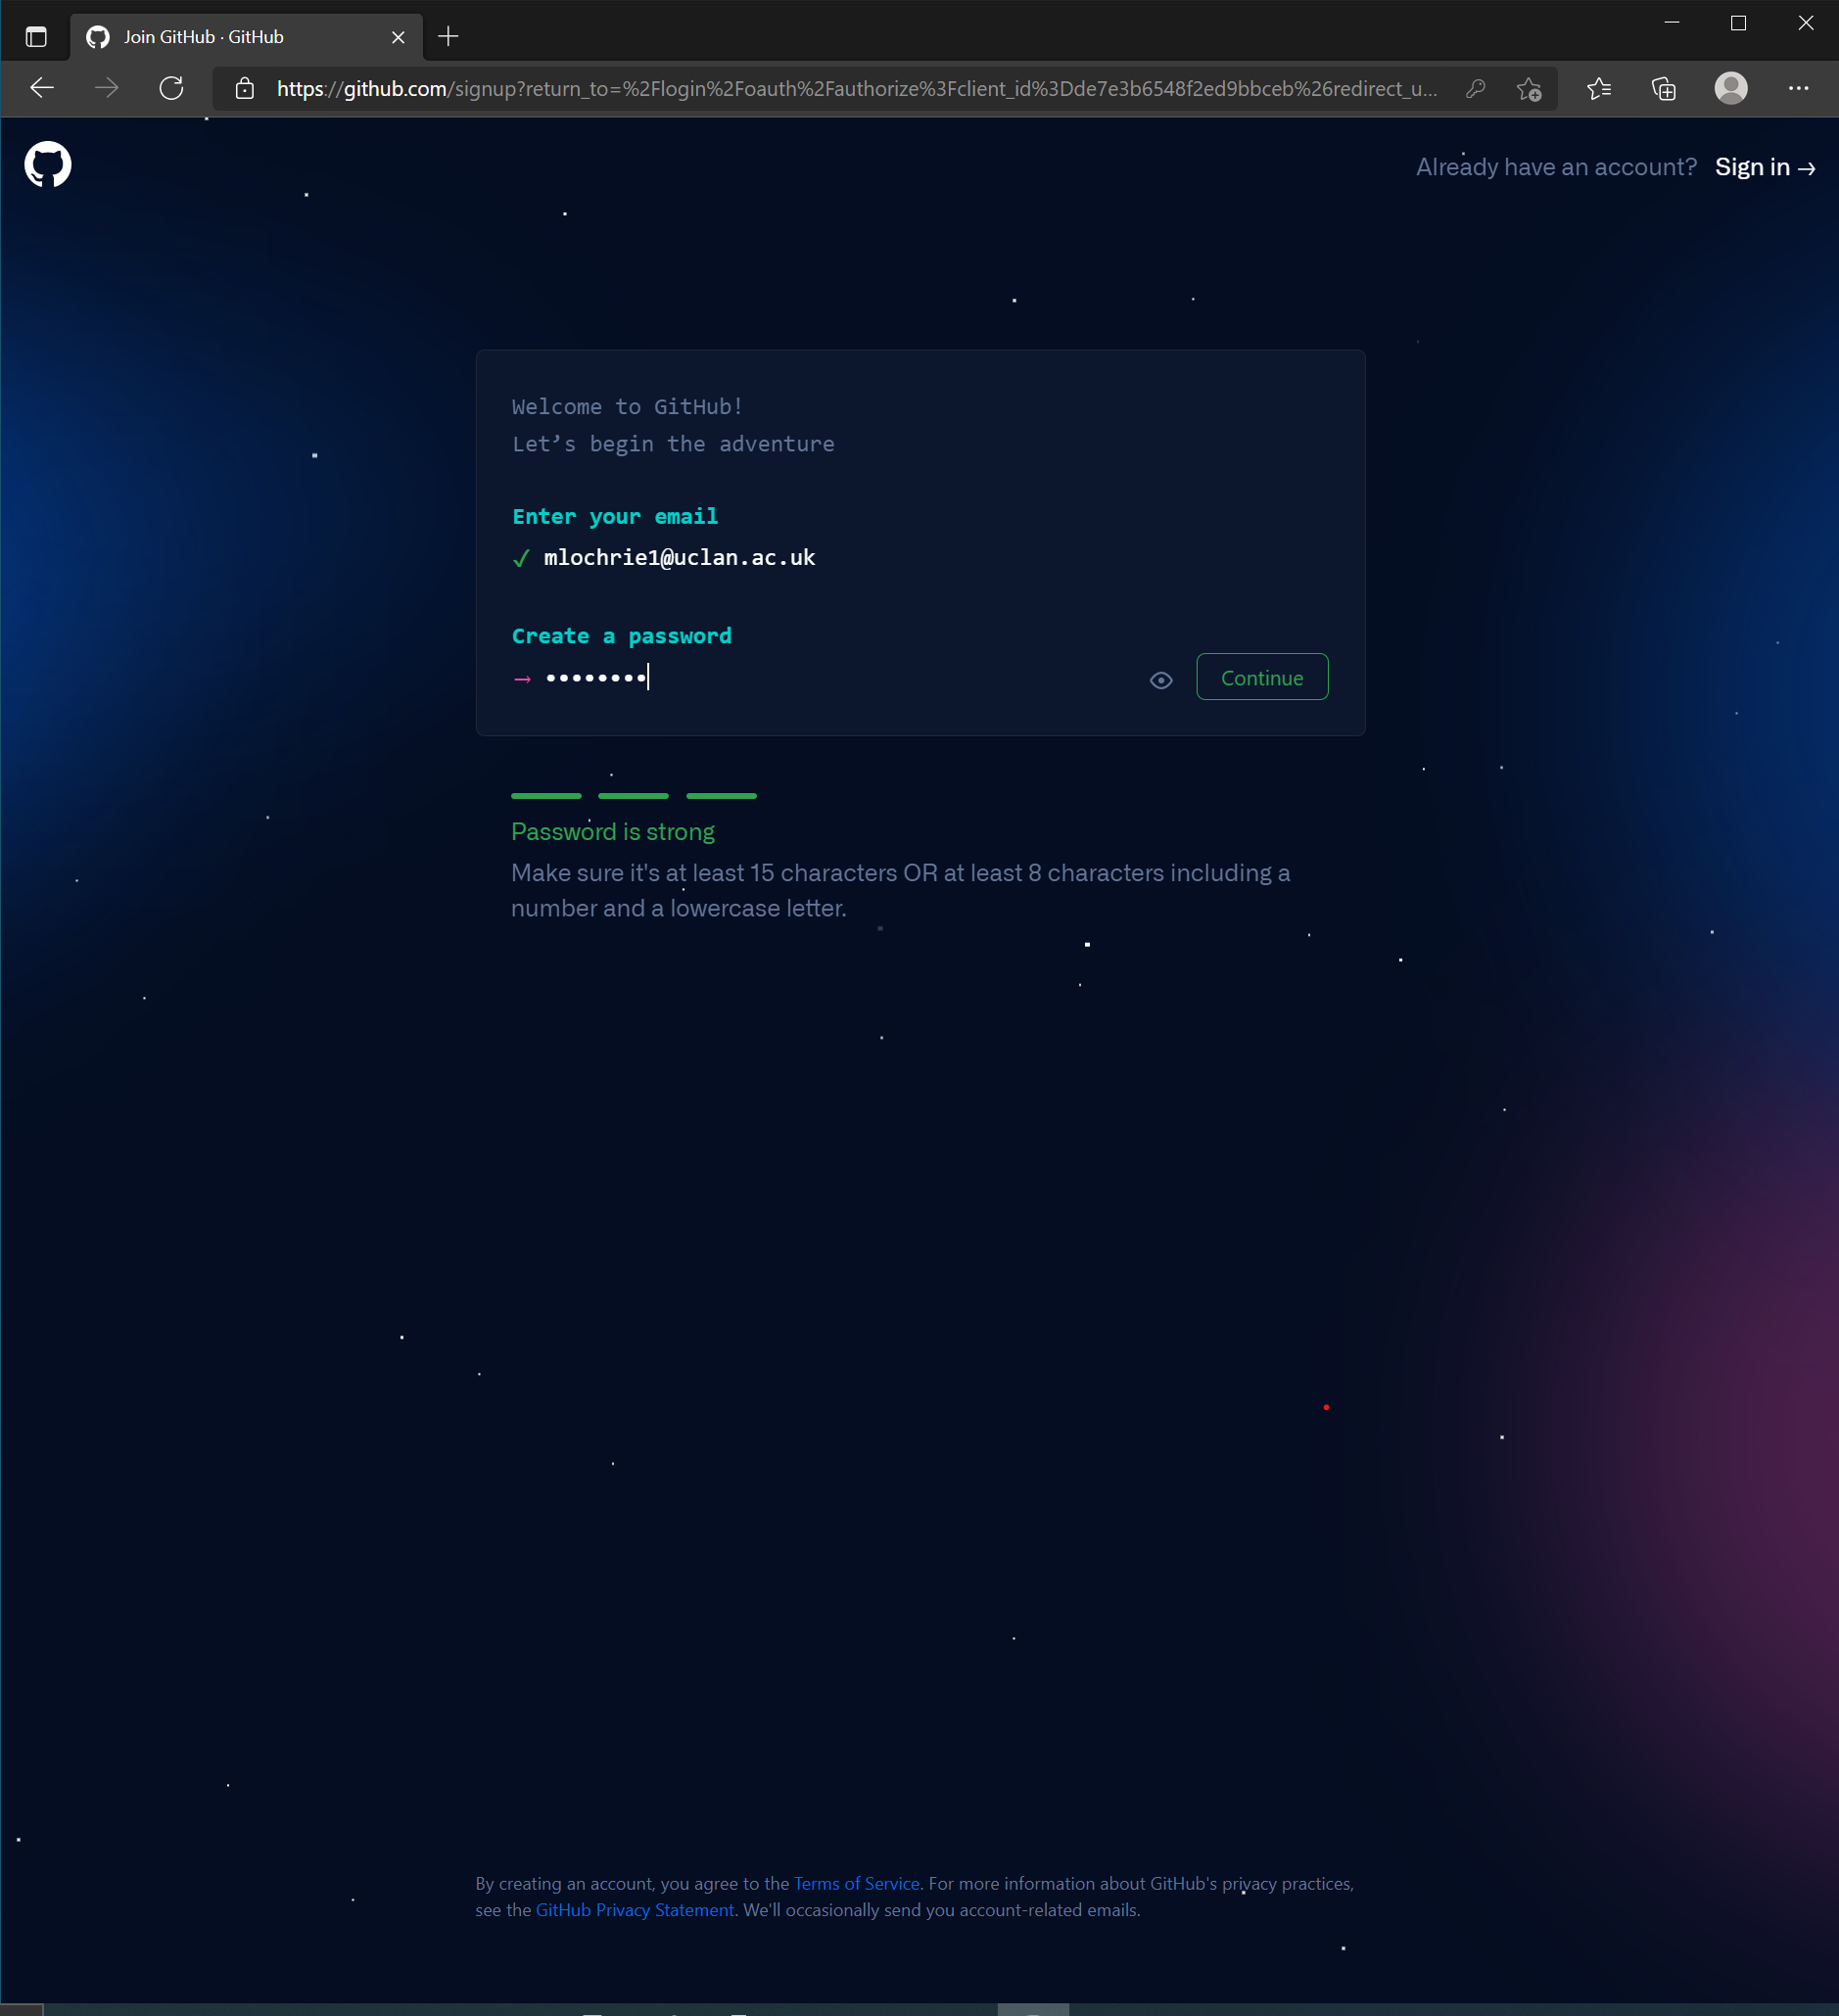 Join GitHub · GitHub
https://github.com/signup?return_to=%2Flogin%2Foauth%2Fauthorize%3Fclient_id%3Dde7e3b6548f2ed9bbceb%26redirect_u...
Already have an account? Sign in →
Welcome to GitHub!
Let’s begin the adventure
Enter your email
✓ mlochrie1@uclan.ac.uk
Create a password
→ ••••••••
Continue
Password is strong
Make sure it's at least 15 characters OR at least 8 characters including a
number and a lowercase letter.
By creating an account, you agree to the Terms of Service. For more information about GitHub's privacy practices,
see the GitHub Privacy Statement. We'll occasionally send you account-related emails.